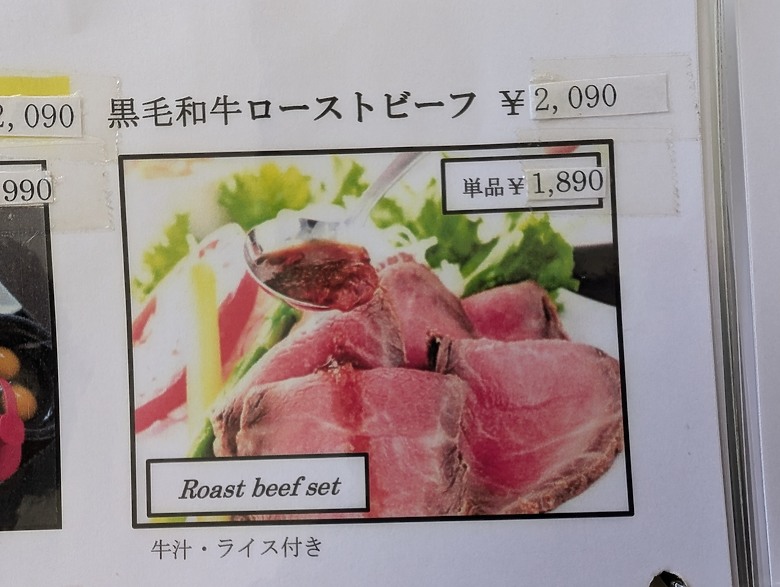 2,090
990
黒毛和牛ローストビーフ ¥2,090
単品¥1,890
Roast beef set
牛汁・ライス付き